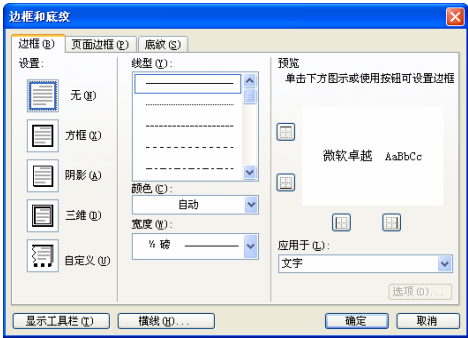 边框和底纹
边框(B) 页面边框(P) 底纹(S)
设置:
无(N)
方框(X)
阴影(A)
三维(D)
自定义(U)
线型(Y):
颜色(C):
自动
宽度(W):
½ 磅
预览
单击下方图示或使用按钮可设置边框
微软卓越 AaBbCc
应用于(L):
文字
选项(O)...
显示工具栏(T) 横线(H)... 确定 取消